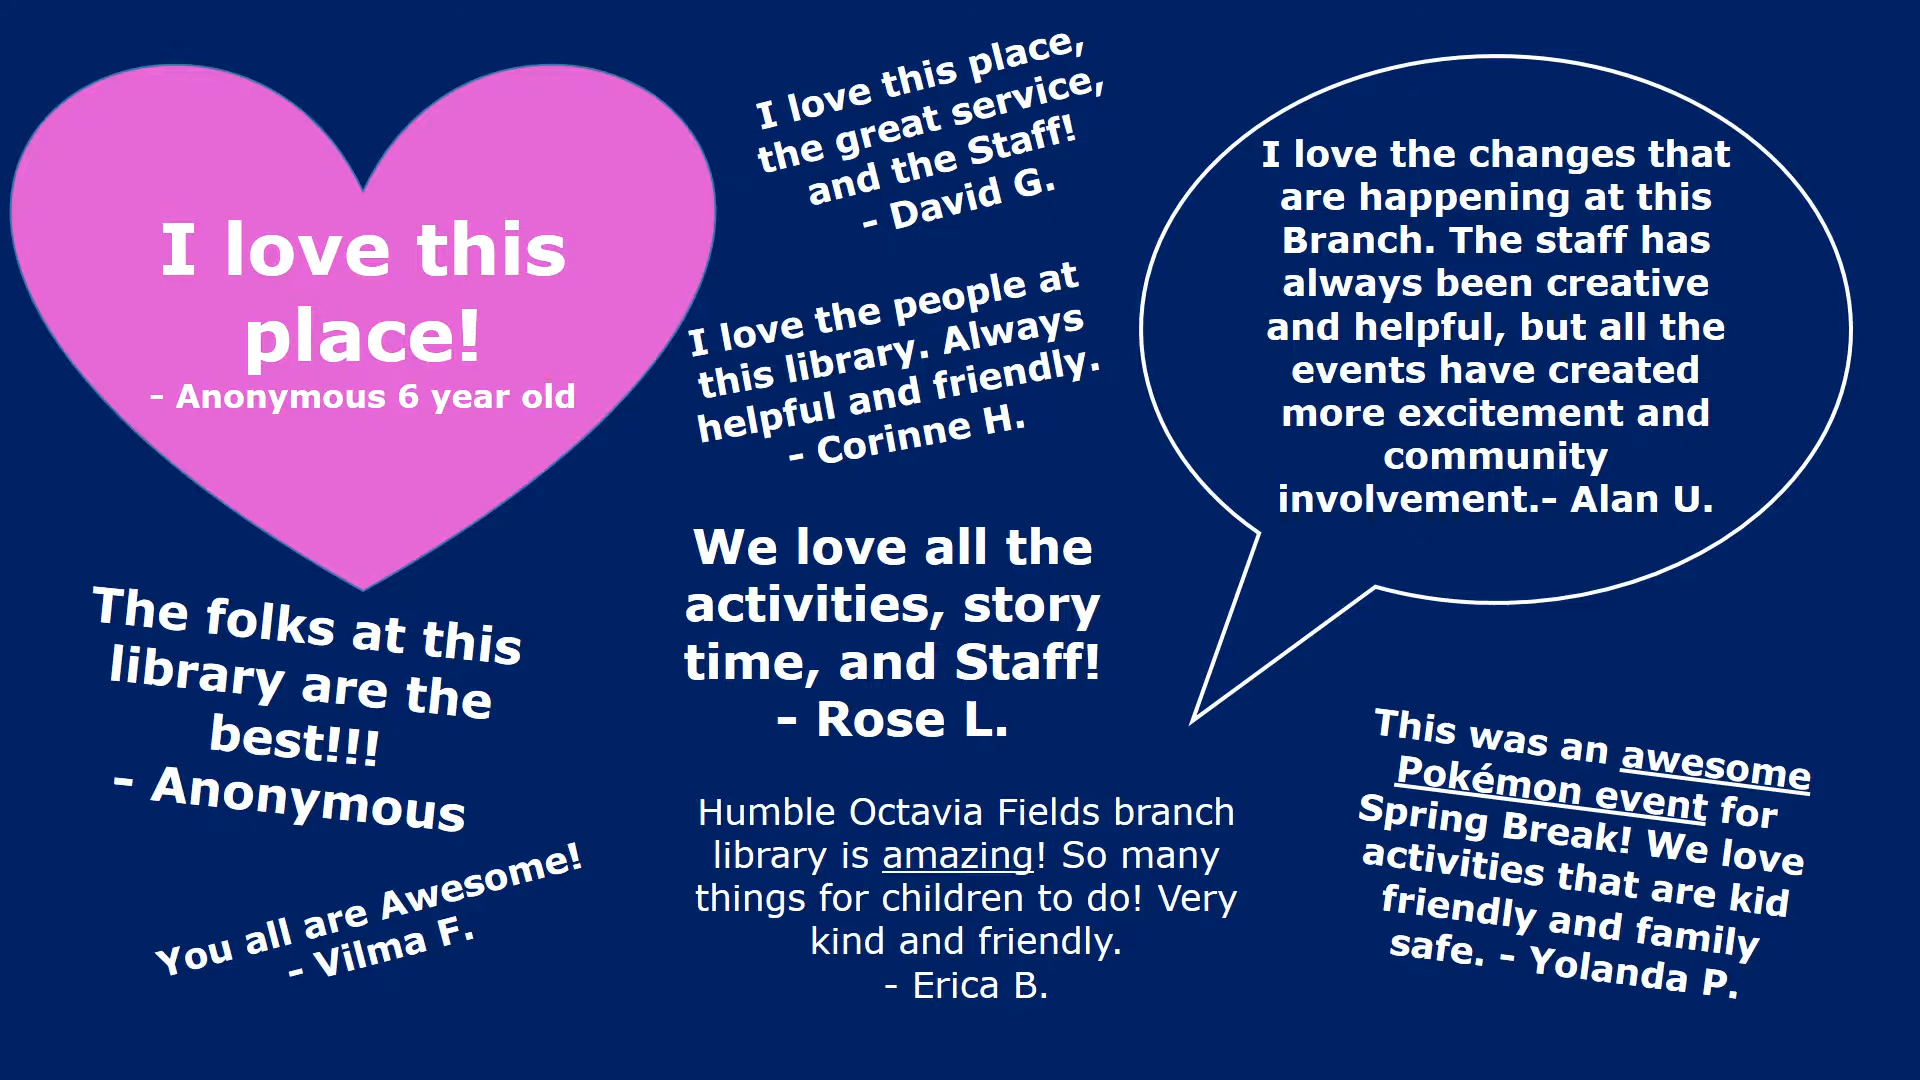 I love this
place!
– Anonymous 6 year old
I love this place,
the great service,
and the Staff!
– David G.
I love the people at
this library. Always
helpful and friendly.
– Corinne H.
I love the changes that
are happening at this
Branch. The staff has
always been creative
and helpful, but all the
events have created
more excitement and
community
involvement.– Alan U.
The folks at this
library are the
best!!!
– Anonymous
We love all the
activities, story
time, and Staff!
– Rose L.
You all are Awesome!
– Vilma F.
Humble Octavia Fields branch
library is amazing! So many
things for children to do! Very
kind and friendly.
- Erica B.
This was an awesome
Pokémon event for
Spring Break! We love
activities that are kid
friendly and family
safe. – Yolanda P.